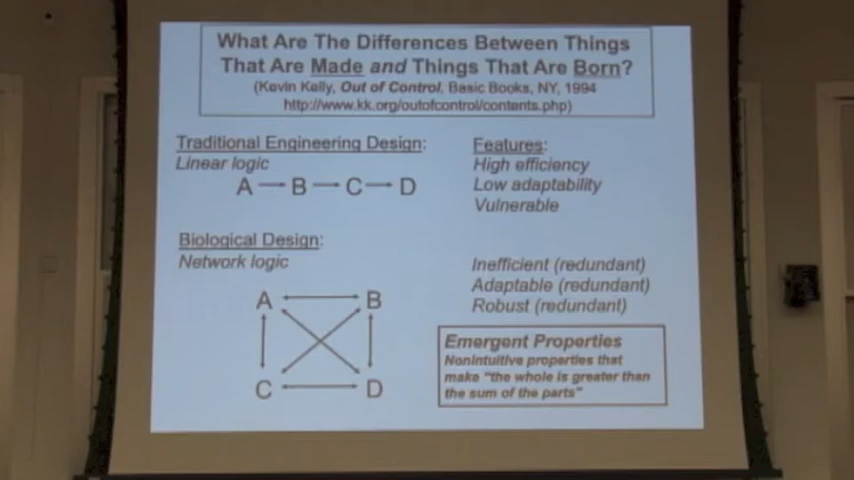 What Are The Differences Between Things
That Are Made and Things That Are Born?
(Kevin Kelly, Out of Control, Basic Books, NY, 1994
http://www.kk.org/outofcontrol/contents.php)
Traditional Engineering Design:
Linear logic
A — B — C — D
Features:
High efficiency
Low adaptability
Vulnerable
Biological Design:
Network logic
A B
C D
Inefficient (redundant)
Adaptable (redundant)
Robust (redundant)
Emergent Properties
Nonintuitive properties that
make "the whole is greater than
the sum of the parts"